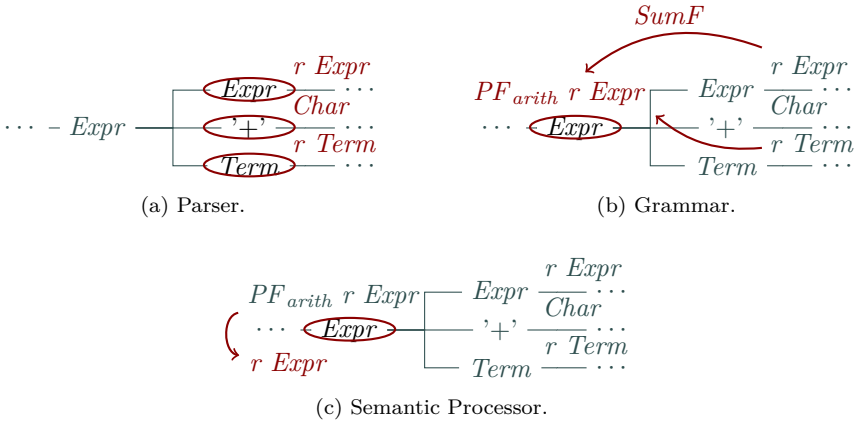 r Expr
Expr ···
Char
··· – Expr '+' ···
r Term
Term ···
(a) Parser.
SumF
r Expr
PF arith r Expr Expr ···
Char
··· Expr '+' ···
r Term
Term ···
(b) Grammar.
r Expr
PF arith r Expr Expr ···
Char
··· Expr '+' ···
r Term
r Expr Term ···
(c) Semantic Processor.